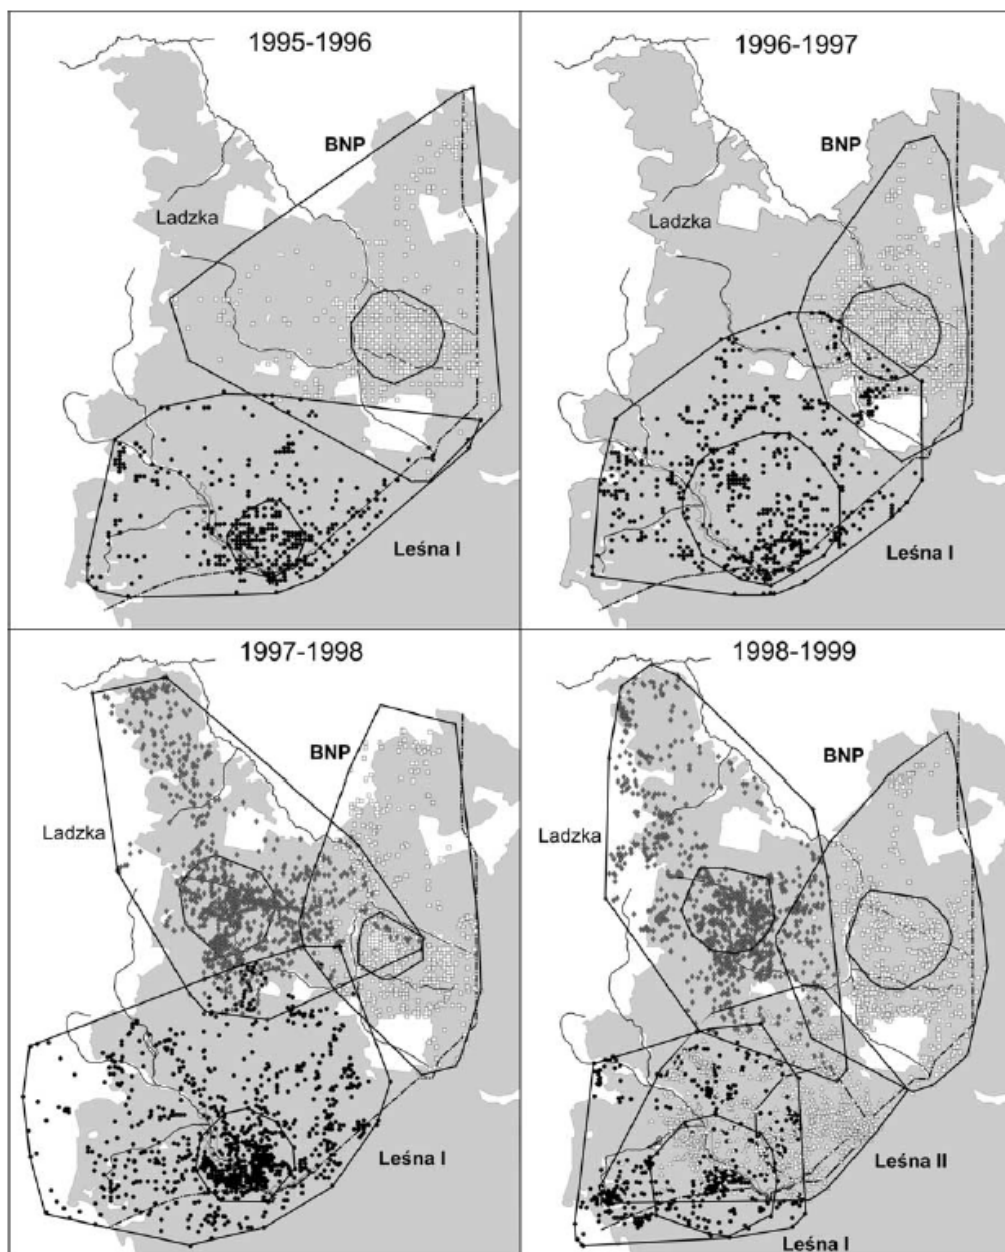 1995-1996
BNP
Ladzka
Leśna I
1996-1997
BNP
Ladzka
Leśna I
1997-1998
BNP
Ladzka
Leśna I
1998-1999
BNP
Ladzka
Leśna II
Leśna I